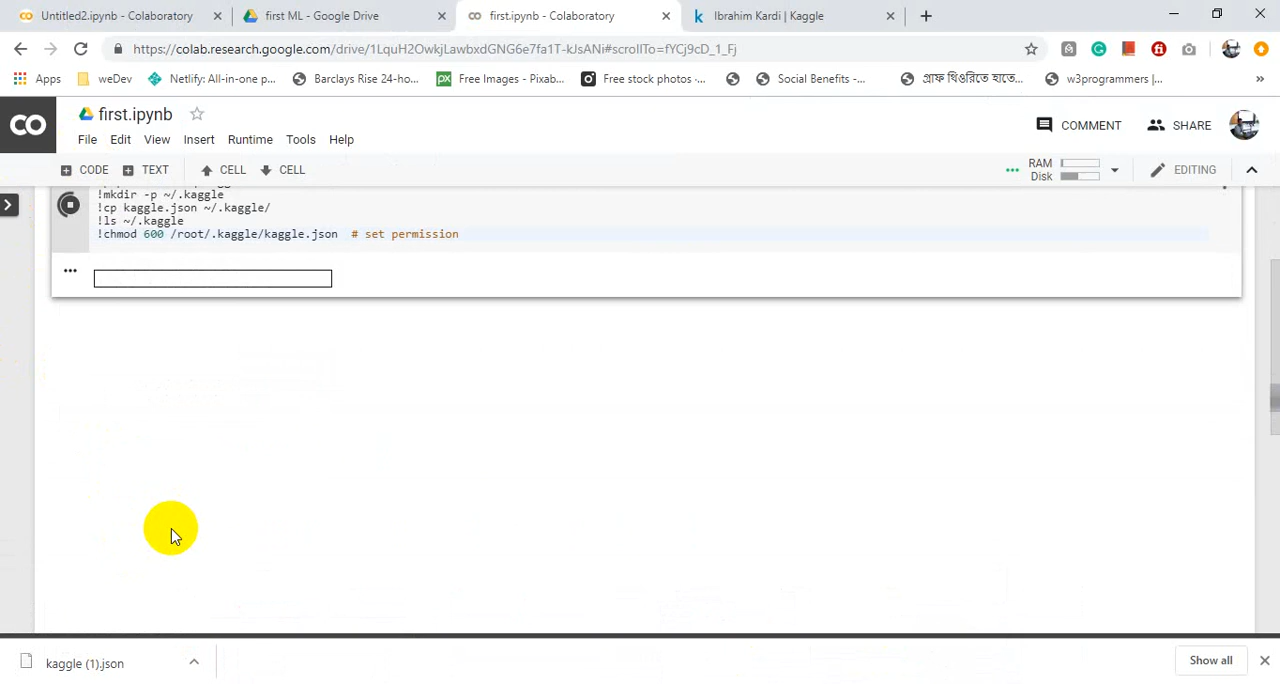 Untitled2.ipynb - Colaboratory
first ML - Google Drive
first.ipynb - Colaboratory
Ibrahim Kardi | Kaggle
https://colab.research.google.com/drive/1LquH2OwkjLawbxdGNG6e7fa1T-kJsANi#scrollTo=fYCj9cD_1_Fj
Apps
weDev
Netlify: All-in-one p...
Barclays Rise 24-ho...
Free Images - Pixab...
Free stock photos ·...
Social Benefits -...
গ্রাফ থিওরিতে হাতে...
w3programmers |...
»
CO
first.ipynb
File Edit View Insert Runtime Tools Help
COMMENT
SHARE
CODE TEXT CELL CELL
RAM
Disk
EDITING
!mkdir -p ~/.kaggle
!cp kaggle.json ~/.kaggle/
!ls ~/.kaggle
!chmod 600 /root/.kaggle/kaggle.json # set permission
kaggle (1).json
Show all